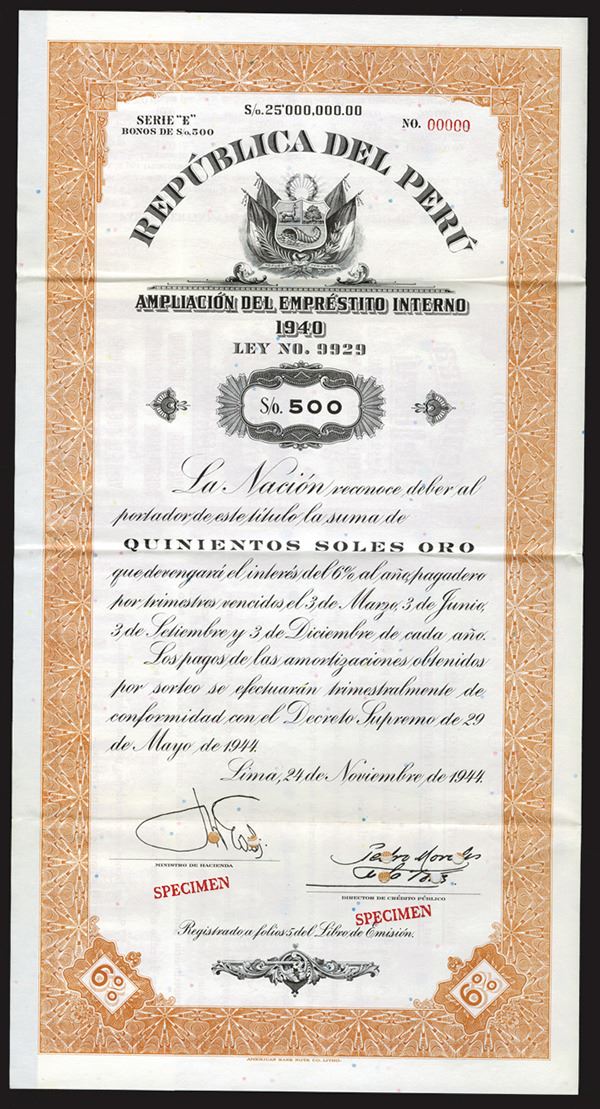 S/o. 25'000,000.00
SERIE "E"
BONOS DE S/o. 500
NO. 00000
REPÚBLICA DEL PERÚ
AMPLIACIÓN DEL EMPRÉSTITO INTERNO
1940
LEY NO. 9929
S/o. 500
La Nación reconoce deber al
portador de este título la suma de
QUINIENTOS SOLES ORO
que devengará el interés del 6% al año, pagadero
por trimestres vencidos el 3 de Marzo, 3 de Junio,
3 de Setiembre y 3 de Diciembre de cada año.
Los pagos de las amortizaciones obtenidos
por sorteo se efectuarán trimestralmente de
conformidad con el Decreto Supremo de 29
de Mayo de 1944.
Lima, 24 de Noviembre de 1944.
Pedro
MINISTRO DE HACIENDA
DIRECTOR DE CRÉDITO PÚBLICO
SPECIMEN
SPECIMEN
Registrado a folios 5 del Libro de Emisión.
6%
6%
AMERICAN BANK NOTE CO. LITHO.